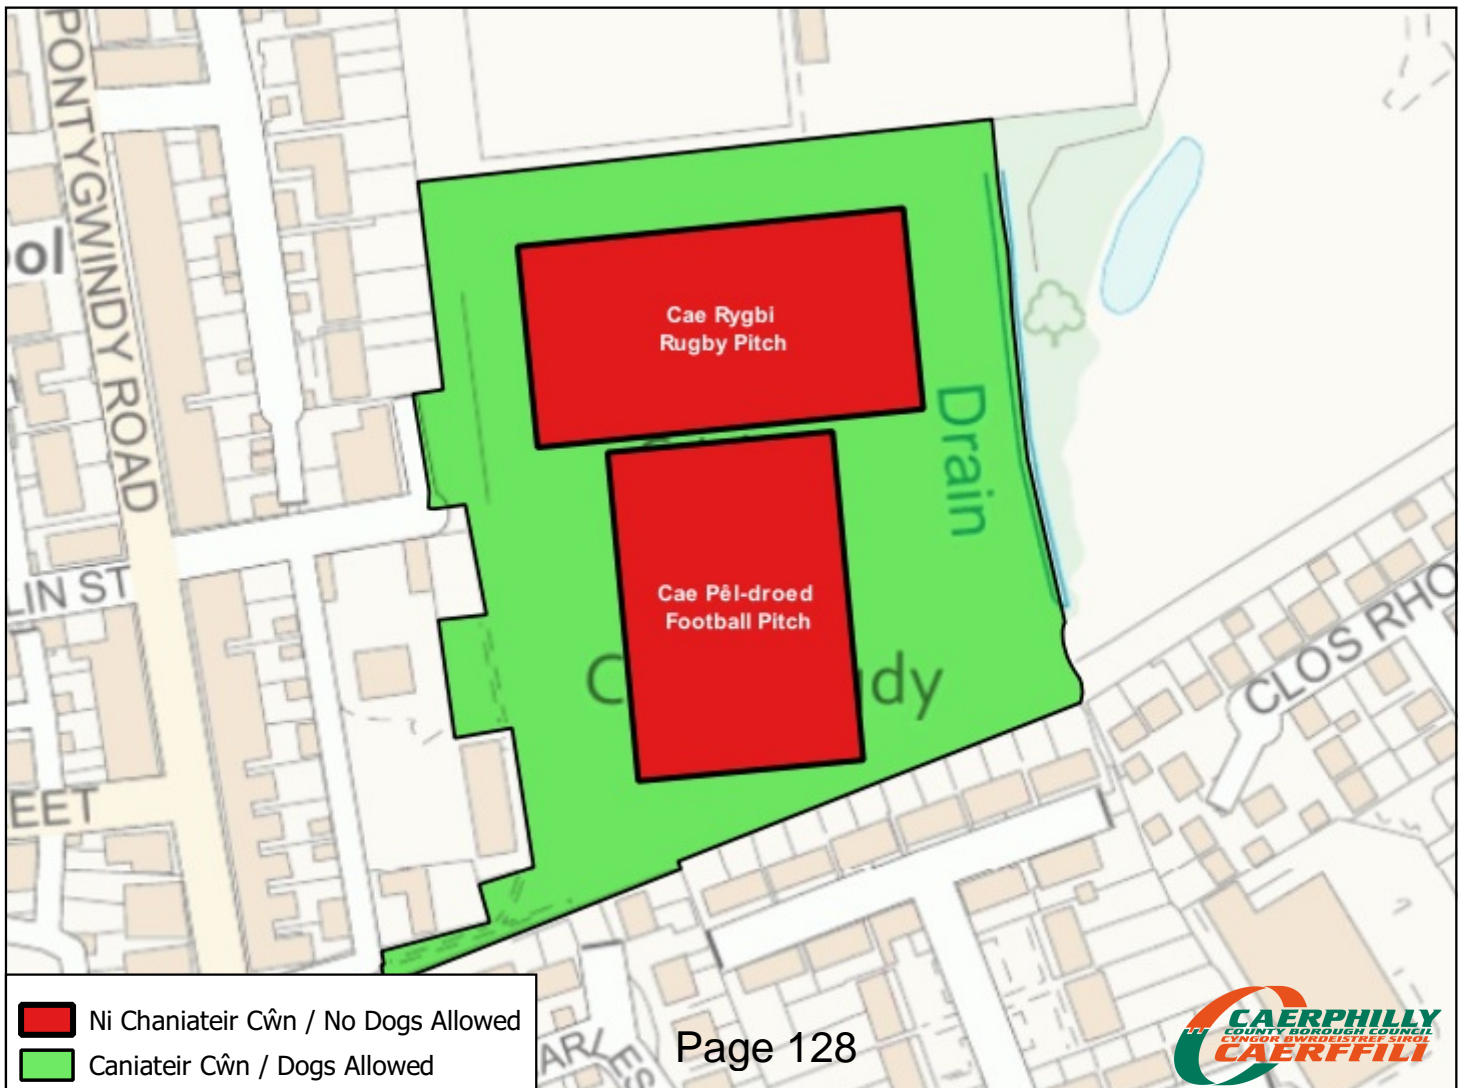 PONTYGWINDY ROAD
ol
Cae Rygbi
Rugby Pitch
Drain
LIN ST
Cae Pêl-droed
Football Pitch
dy
CLOS RHO
EET
Ni Chaniateir Cŵn / No Dogs Allowed
Caniateir Cŵn / Dogs Allowed
Page 128
CAERPHILLY
COUNTY BOROUGH COUNCIL
CYNGOR BWRDEISTREF SIROL
CAERFFILI